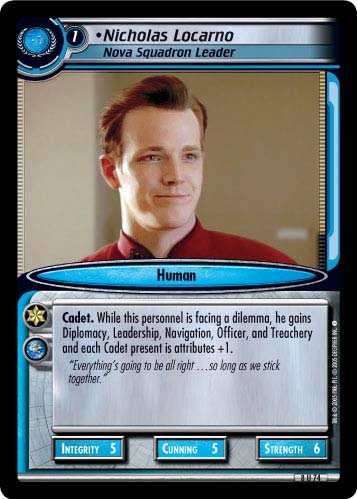 1
•Nicholas Locarno
Nova Squadron Leader
Human
Cadet. While this personnel is facing a dilemma, he gains
Diplomacy, Leadership, Navigation, Officer, and Treachery
and each Cadet present is attributes +1.
"Everything's going to be all right ...so long as we stick
together."
INTEGRITY 5
CUNNING 5
STRENGTH 6